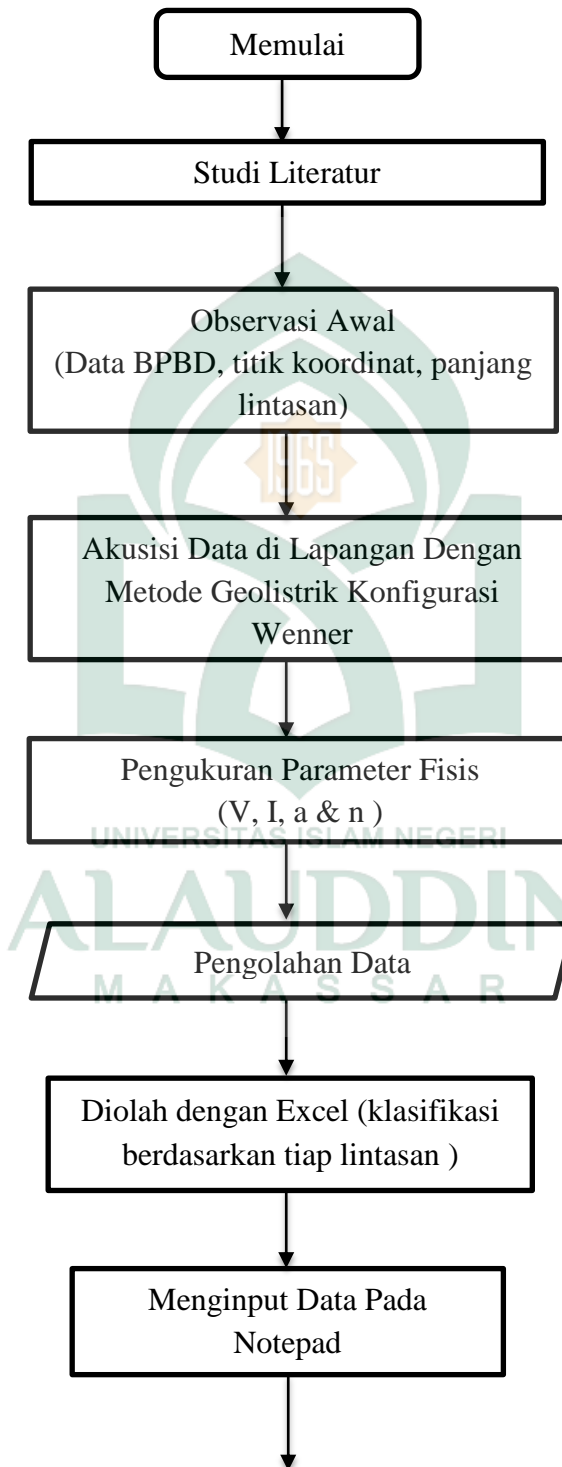 Memulai
Studi Literatur
Observasi Awal
(Data BPBD, titik koordinat, panjang
lintasan)
1965
Akusisi Data di Lapangan Dengan
Metode Geolistrik Konfigurasi
Wenner
Pengukuran Parameter Fisis
(V, I, a & n )
UNIVERSITAS ISLAM NEGERI
ALAUDDIN
Pengolahan Data
MAKASSAR
Diolah dengan Excel (klasifikasi
berdasarkan tiap lintasan )
Menginput Data Pada
Notepad